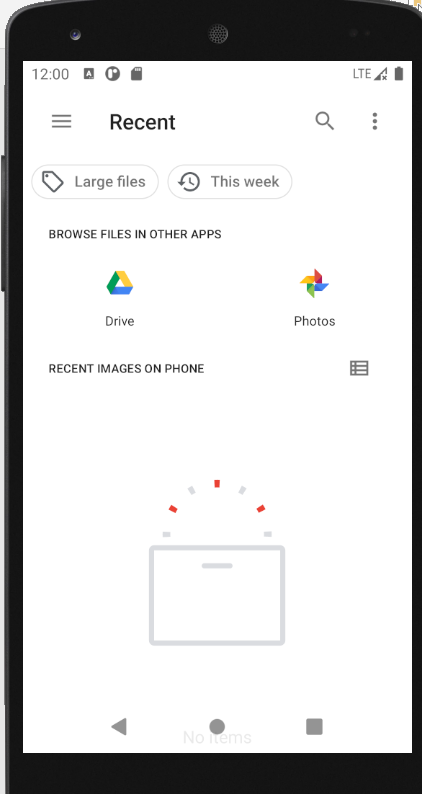 12:00 LTE
Recent
Large files This week
BROWSE FILES IN OTHER APPS
Drive Photos
RECENT IMAGES ON PHONE
No items